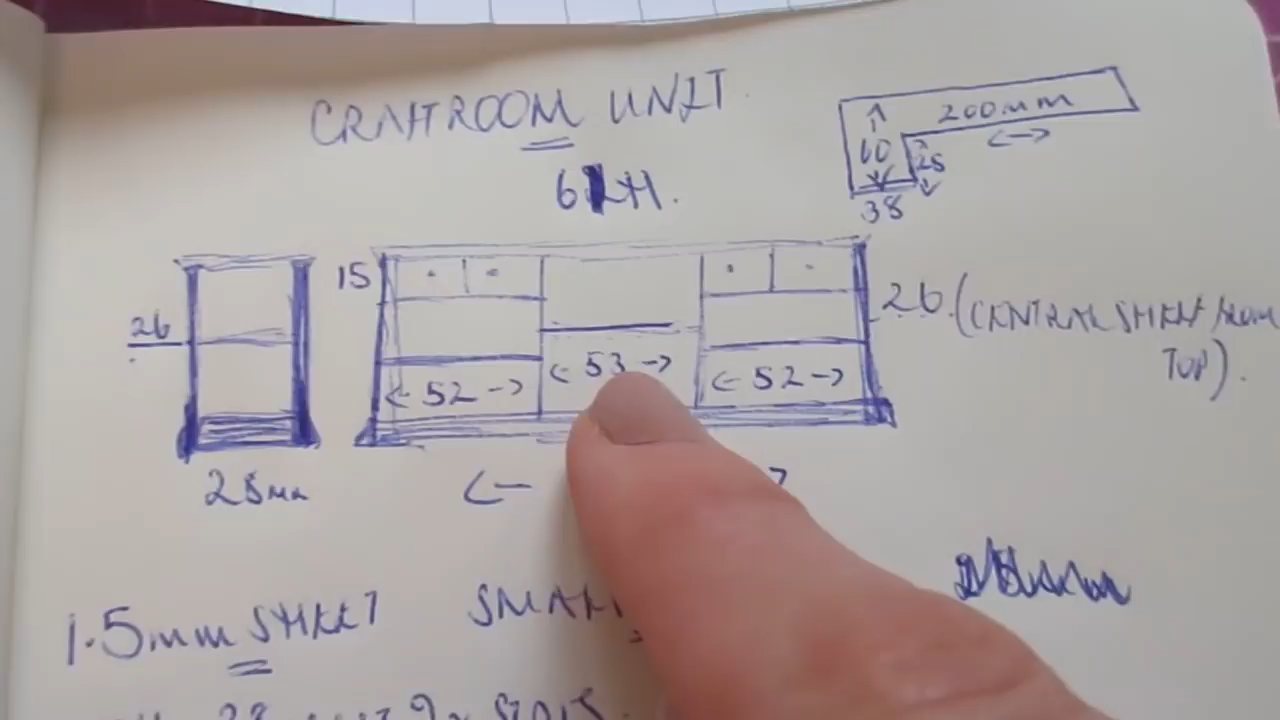 CRAFTROOM UNIT
6 H.
200mm
60
25
38
15
26
26 (CENTRAL SHELF FROM
TOP).
<- 52 ->
<- 53 ->
<- 52 ->
28mm
1.5mm SHEET